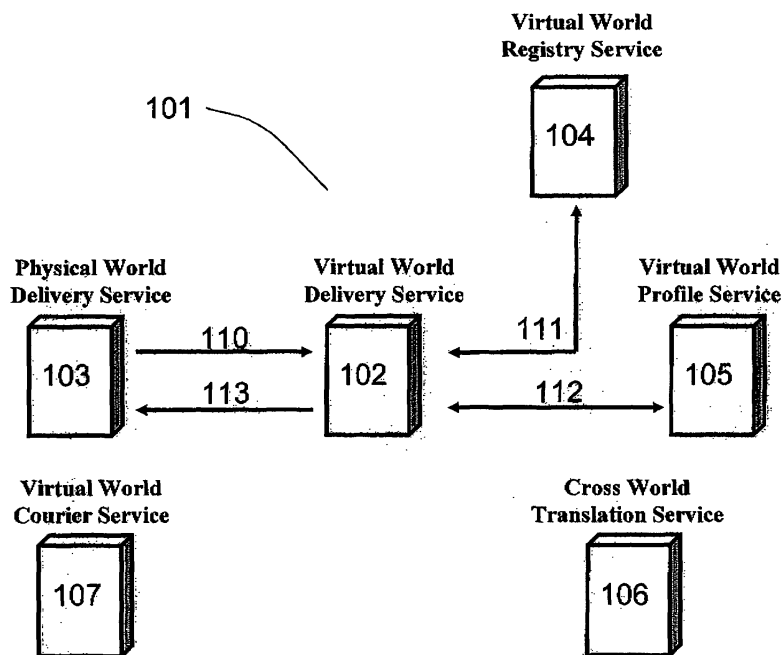 Virtual World
Registry Service
101
104
Physical World
Delivery Service
Virtual World
Delivery Service
Virtual World
Profile Service
103
110
113
102
111
112
105
Virtual World
Courier Service
Cross World
Translation Service
107
106